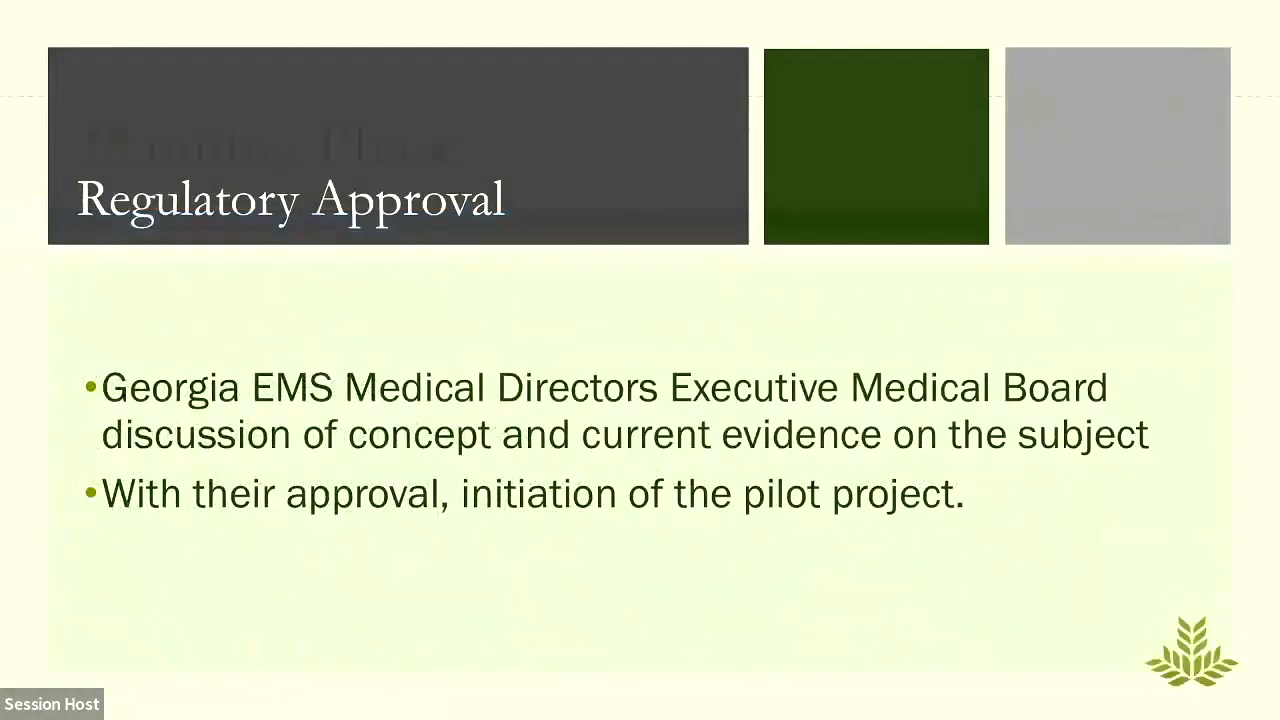 Regulatory Approval
•Georgia EMS Medical Directors Executive Medical Board
discussion of concept and current evidence on the subject
•With their approval, initiation of the pilot project.
Session Host